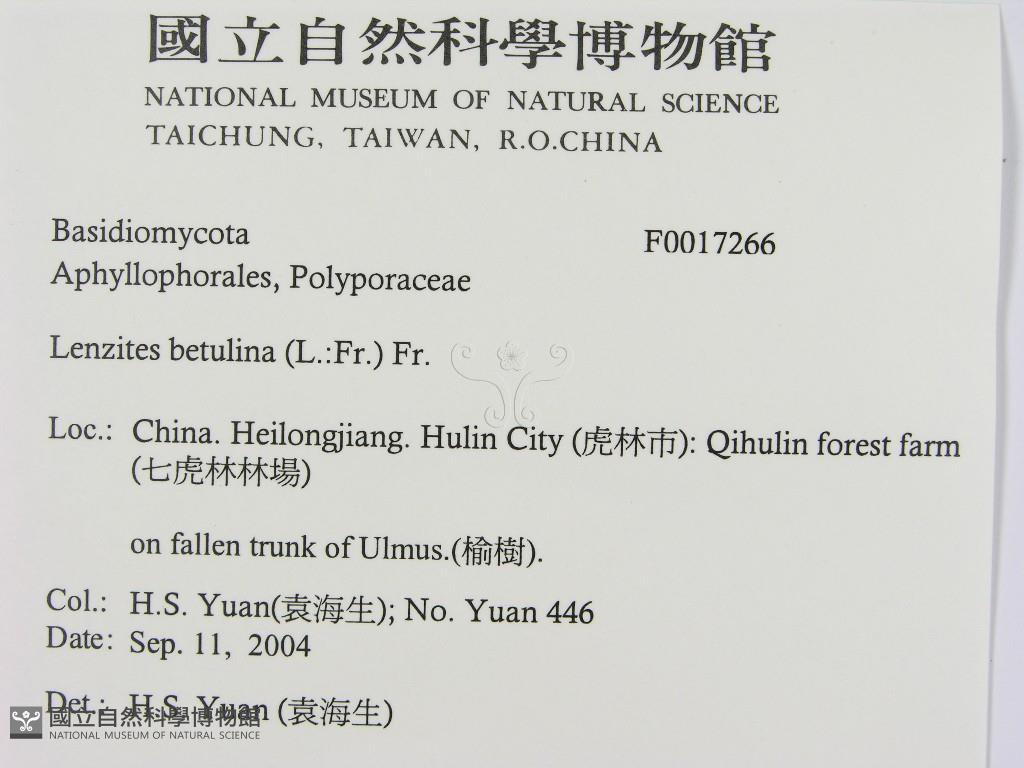 國立自然科學博物館
NATIONAL MUSEUM OF NATURAL SCIENCE
TAICHUNG, TAIWAN, R.O.CHINA
Basidiomycota F0017266
Aphyllophorales, Polyporaceae
Lenzites betulina (L.:Fr.) Fr.
Loc.: China. Heilongjiang. Hulin City (虎林市): Qihulin forest farm
(七虎林林場)
on fallen trunk of Ulmus.(榆樹).
Col.: H.S. Yuan(袁海生); No. Yuan 446
Date: Sep. 11, 2004
Det.: H.S. Yuan (袁海生)
國立自然科學博物館
NATIONAL MUSEUM OF NATURAL SCIENCE